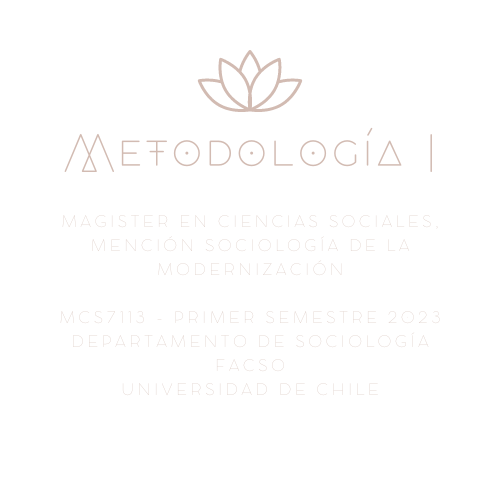 METODOLOGÍA I
MAGISTER EN CIENCIAS SOCIALES,
MENCIÓN SOCIOLOGÍA DE LA
MODERNIZACIÓN
MCS7113 - PRIMER SEMESTRE 2023
DEPARTAMENTO DE SOCIOLOGÍA
FACSO
UNIVERSIDAD DE CHILE